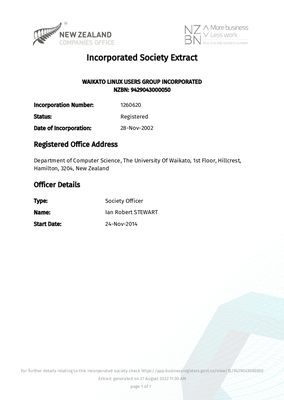 NEW ZEALAND
COMPANIES OFFICE
NZ BN
More business
Less work
Incorporated Society Extract
WAIKATO LINUX USERS GROUP INCORPORATED
NZBN: 9429043000050
Incorporation Number: 1260620
Status: Registered
Date of Incorporation: 28-Nov-2002
Registered Office Address
Department of Computer Science, The University Of Waikato, 1st Floor, Hillcrest,
Hamilton, 3204, New Zealand
Officer Details
Type: Society Officer
Name: Ian Robert STEWART
Start Date: 24-Nov-2014
For further details relating to this incorporated society check
Extract generated on 27 August 2022 11:30 AM
page 1 of 1